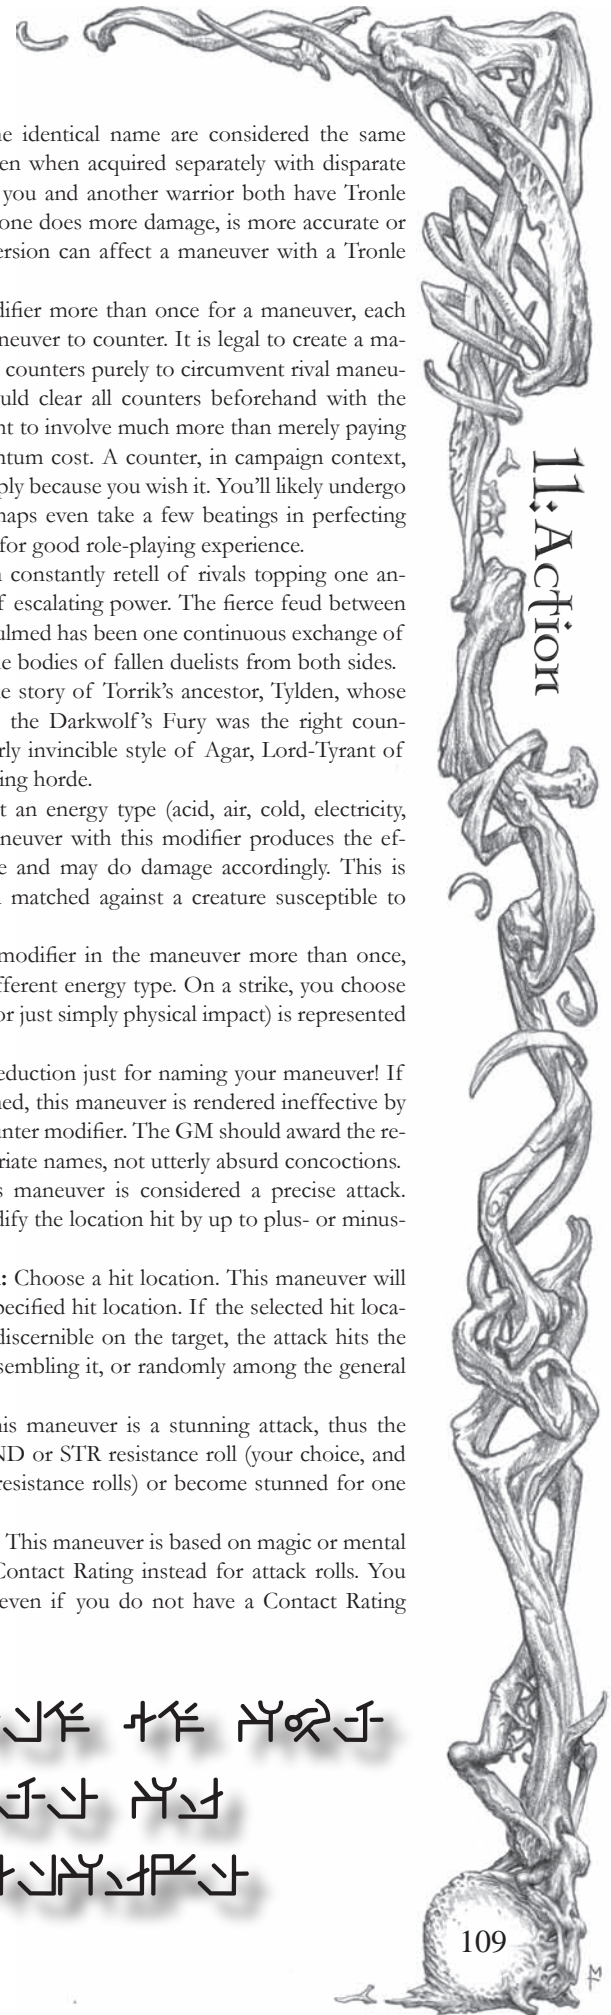 ne identical name are considered the same
en when acquired separately with disparate
you and another warrior both have Tronle
one does more damage, is more accurate or
ersion can affect a maneuver with a Tronle
difier more than once for a maneuver, each
neuver to counter. It is legal to create a ma-
counters purely to circumvent rival maneu-
uld clear all counters beforehand with the
nt to involve much more than merely paying
ntum cost. A counter, in campaign context,
ply because you wish it. You’ll likely undergo
haps even take a few beatings in perfecting
for good role-playing experience.
constantly retell of rivals topping one an-
f escalating power. The fierce feud between
ulmed has been one continuous exchange of
e bodies of fallen duelists from both sides.
e story of Torrik’s ancestor, Tylden, whose
the Darkwolf’s Fury was the right coun-
rly invincible style of Agar, Lord-Tyrant of
ing horde.
t an energy type (acid, air, cold, electricity,
neuver with this modifier produces the ef-
e and may do damage accordingly. This is
matched against a creature susceptible to
modifier in the maneuver more than once,
fferent energy type. On a strike, you choose
or just simply physical impact) is represented
eduction just for naming your maneuver! If
ned, this maneuver is rendered ineffective by
unter modifier. The GM should award the re-
riate names, not utterly absurd concoctions.
s maneuver is considered a precise attack.
dify the location hit by up to plus- or minus-
: Choose a hit location. This maneuver will
pecified hit location. If the selected hit loca-
discernible on the target, the attack hits the
sembling it, or randomly among the general
his maneuver is a stunning attack, thus the
ND or STR resistance roll (your choice, and
resistance rolls) or become stunned for one
This maneuver is based on magic or mental
Contact Rating instead for attack rolls. You
even if you do not have a Contact Rating
11: Action
109